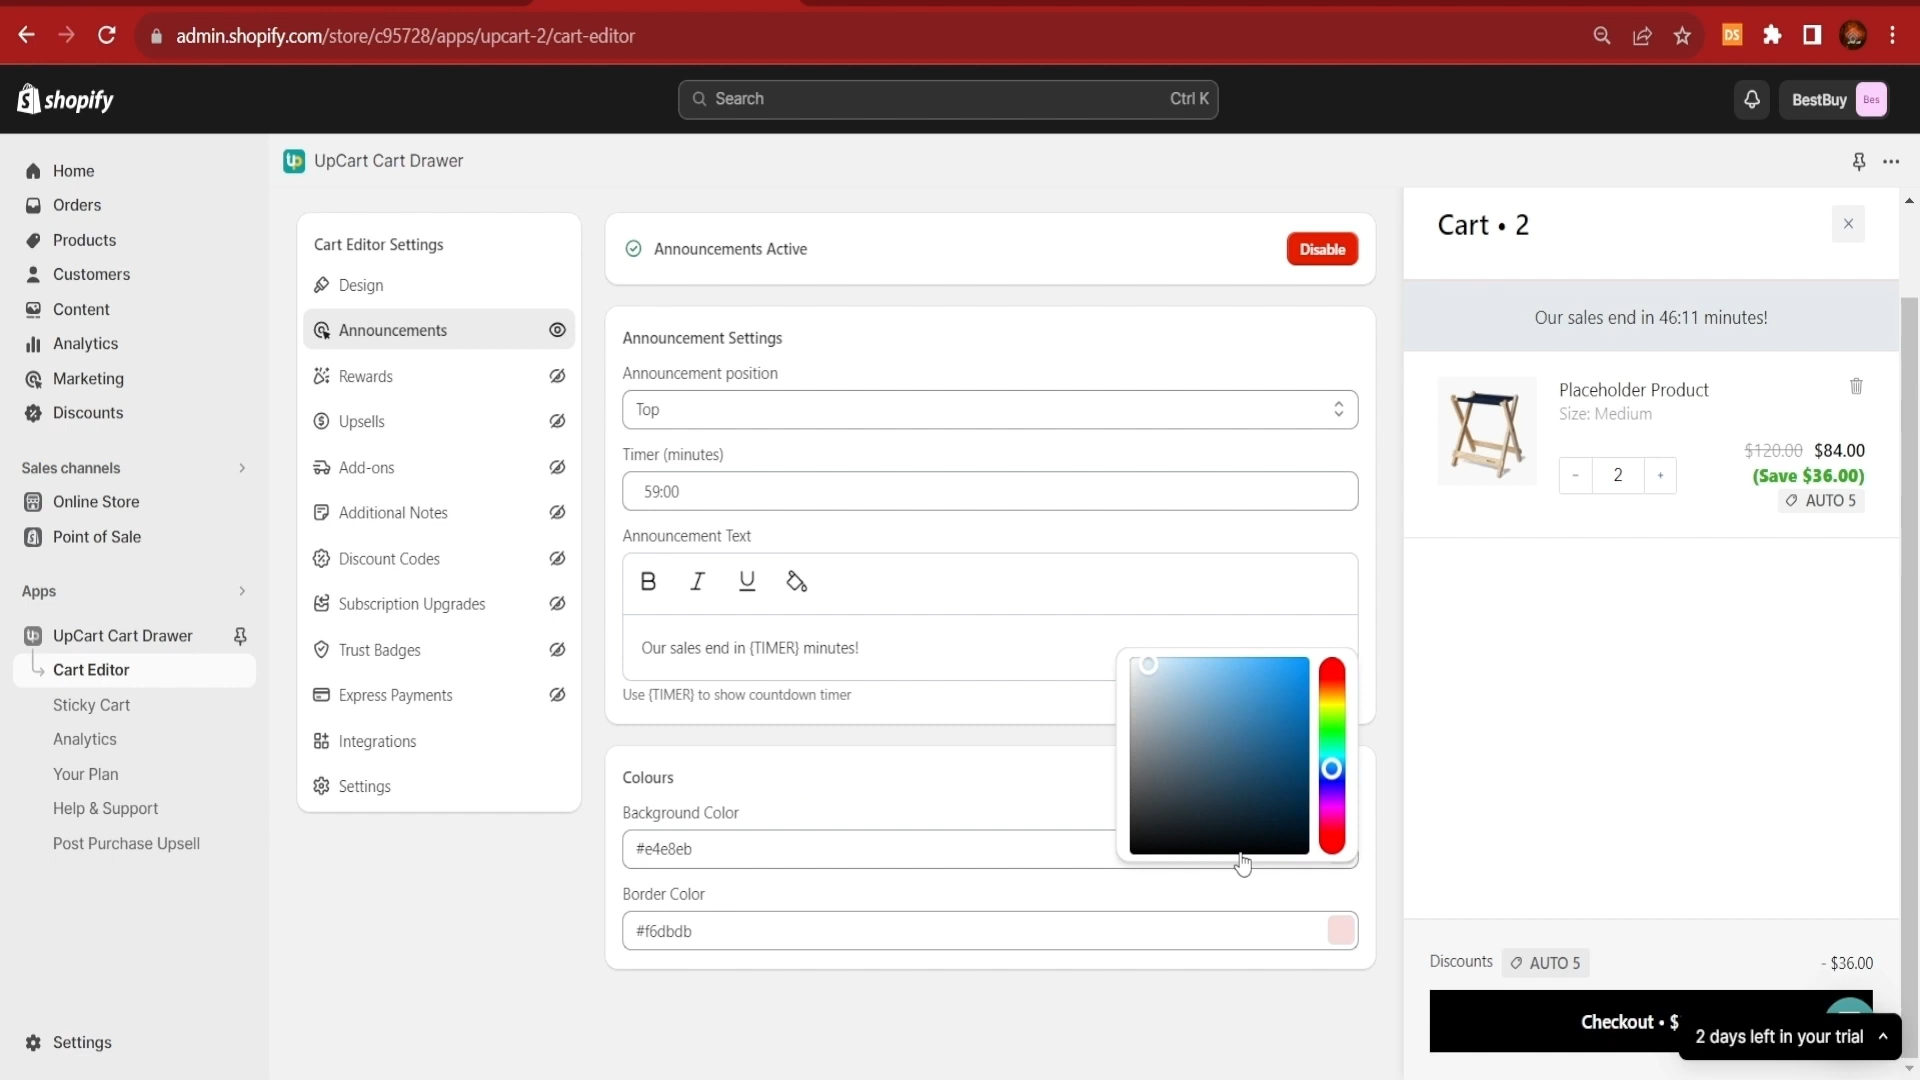 admin.shopify.com/store/c95728/apps/upcart-2/cart-editor
DS
shopify
Search
Ctrl K
BestBuy
Bes
Home
Orders
Products
Customers
Content
Analytics
Marketing
Discounts
Sales channels
Online Store
Point of Sale
Apps
UpCart Cart Drawer
Cart Editor
Sticky Cart
Analytics
Your Plan
Help & Support
Post Purchase Upsell
Settings
up
UpCart Cart Drawer
Cart Editor Settings
Design
Announcements
Rewards
Upsells
Add-ons
Additional Notes
Discount Codes
Subscription Upgrades
Trust Badges
Express Payments
Integrations
Settings
Announcements Active
Disable
Announcement Settings
Announcement position
Top
Timer (minutes)
59:00
Announcement Text
B I U
Our sales end in {TIMER} minutes!
Use {TIMER} to show countdown timer
Colours
Background Color
#e4e8eb
Border Color
#f6dbdb
Cart • 2
Our sales end in 46:11 minutes!
Placeholder Product
Size: Medium
- 2 +
$120.00 $84.00
(Save $36.00)
AUTO 5
Discounts AUTO 5 - $36.00
Checkout • $
2 days left in your trial